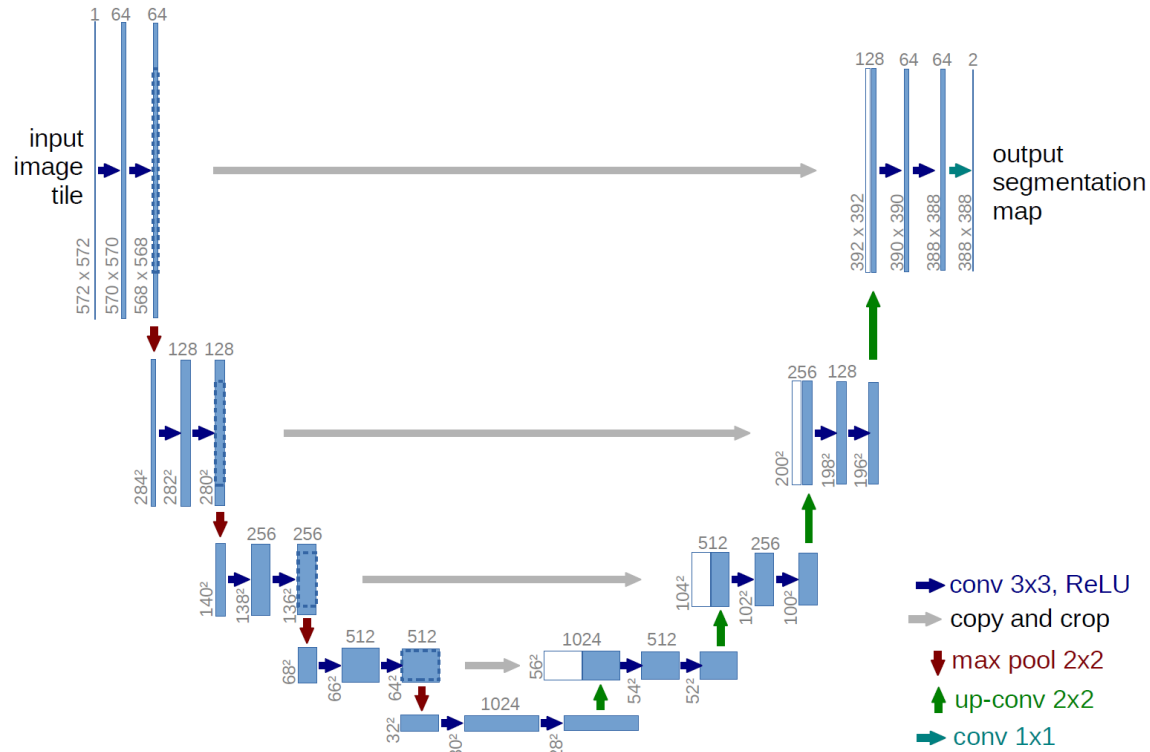 1 64 64
128 64 64 2
input
image
tile
output
segmentation
map
572 x 572
570 x 570
568 x 568
392 x 392
390 x 390
388 x 388
388 x 388
128 128
256 128
284²
282²
280²
200²
198²
196²
256 256
512 256
140²
138²
136²
104²
102²
100²
conv 3x3, ReLU
copy and crop
max pool 2x2
up-conv 2x2
conv 1x1
512 512
1024 512
68²
66²
64²
56²
54²
52²
1024
32²